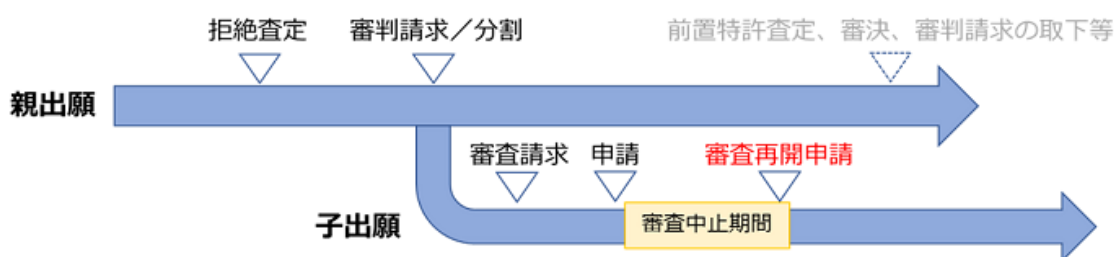 拒絶査定
審判請求／分割
前置特許査定、審決、審判請求の取下等
親出願
審査請求
申請
審査再開申請
子出願
審査中止期間